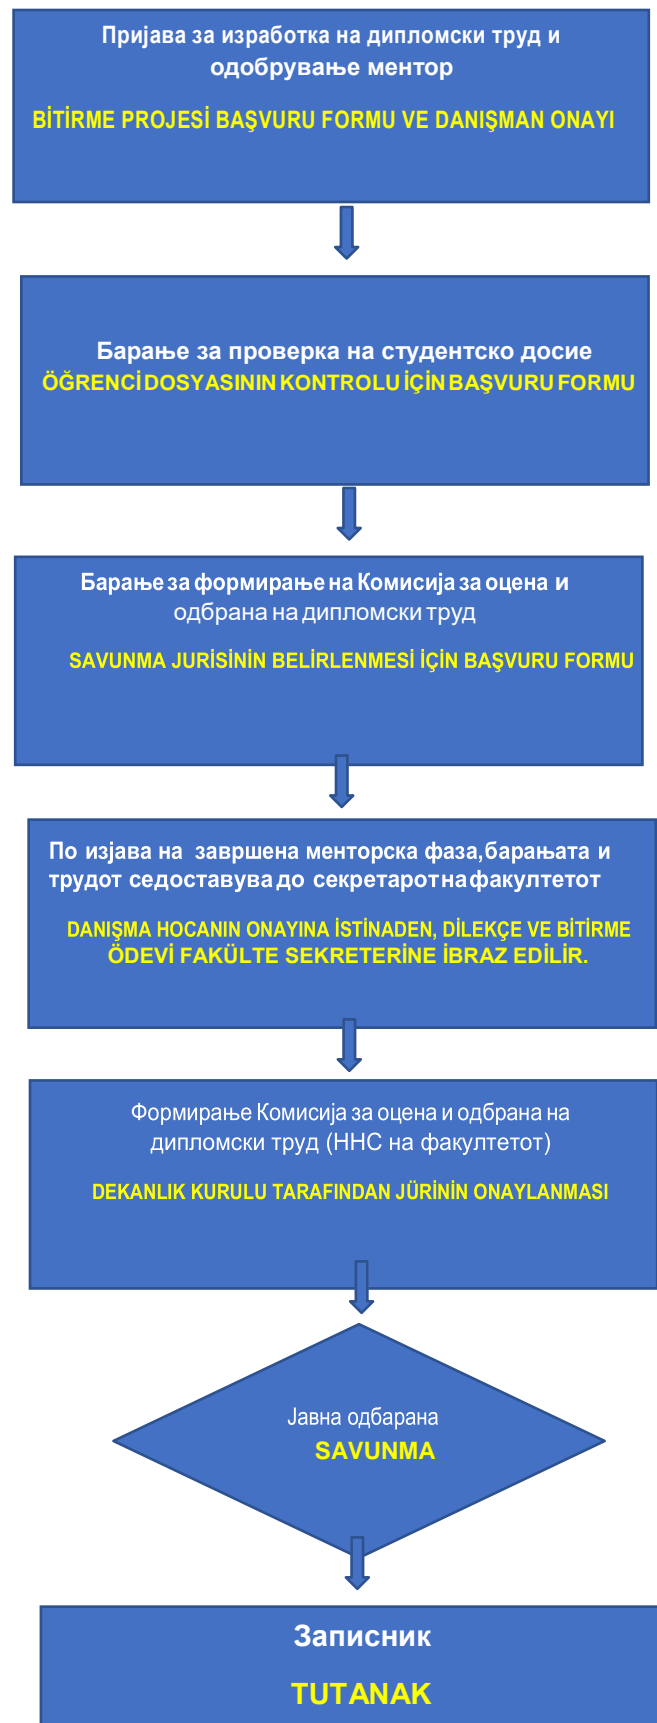 Пријава за изработка на дипломски труд и
одобрување ментор
BİTİRME PROJESİ BAŞVURU FORMU VE DANIŞMAN ONAYI
Барање за проверка на студентско досие
ÖĞRENCİ DOSYASININ KONTROLU İÇİN BAŞVURU FORMU
Барање за формирање на Комисија за оцена и
одбрана на дипломски труд
SAVUNMA JURİSİNİN BELİRLENMESİ İÇİN BAŞVURU FORMU
По изјава на завршена менторска фаза,барањата и
трудот седоставува до секретарот на факултетот
DANIŞMA HOCANIN ONAYINA İSTİNADEN, DİLEKÇE VE BİTİRME
ÖDEVİ FAKÜLTE SEKRETERİNE İBRAZ EDİLİR.
Формирање Комисија за оцена и одбрана на
дипломски труд (ННС на факултетот)
DEKANLIK KURULU TARAFINDAN JÜRİNİN ONAYLANMASI
Јавна одбарана
SAVUNMA
Записник
TUTANAK